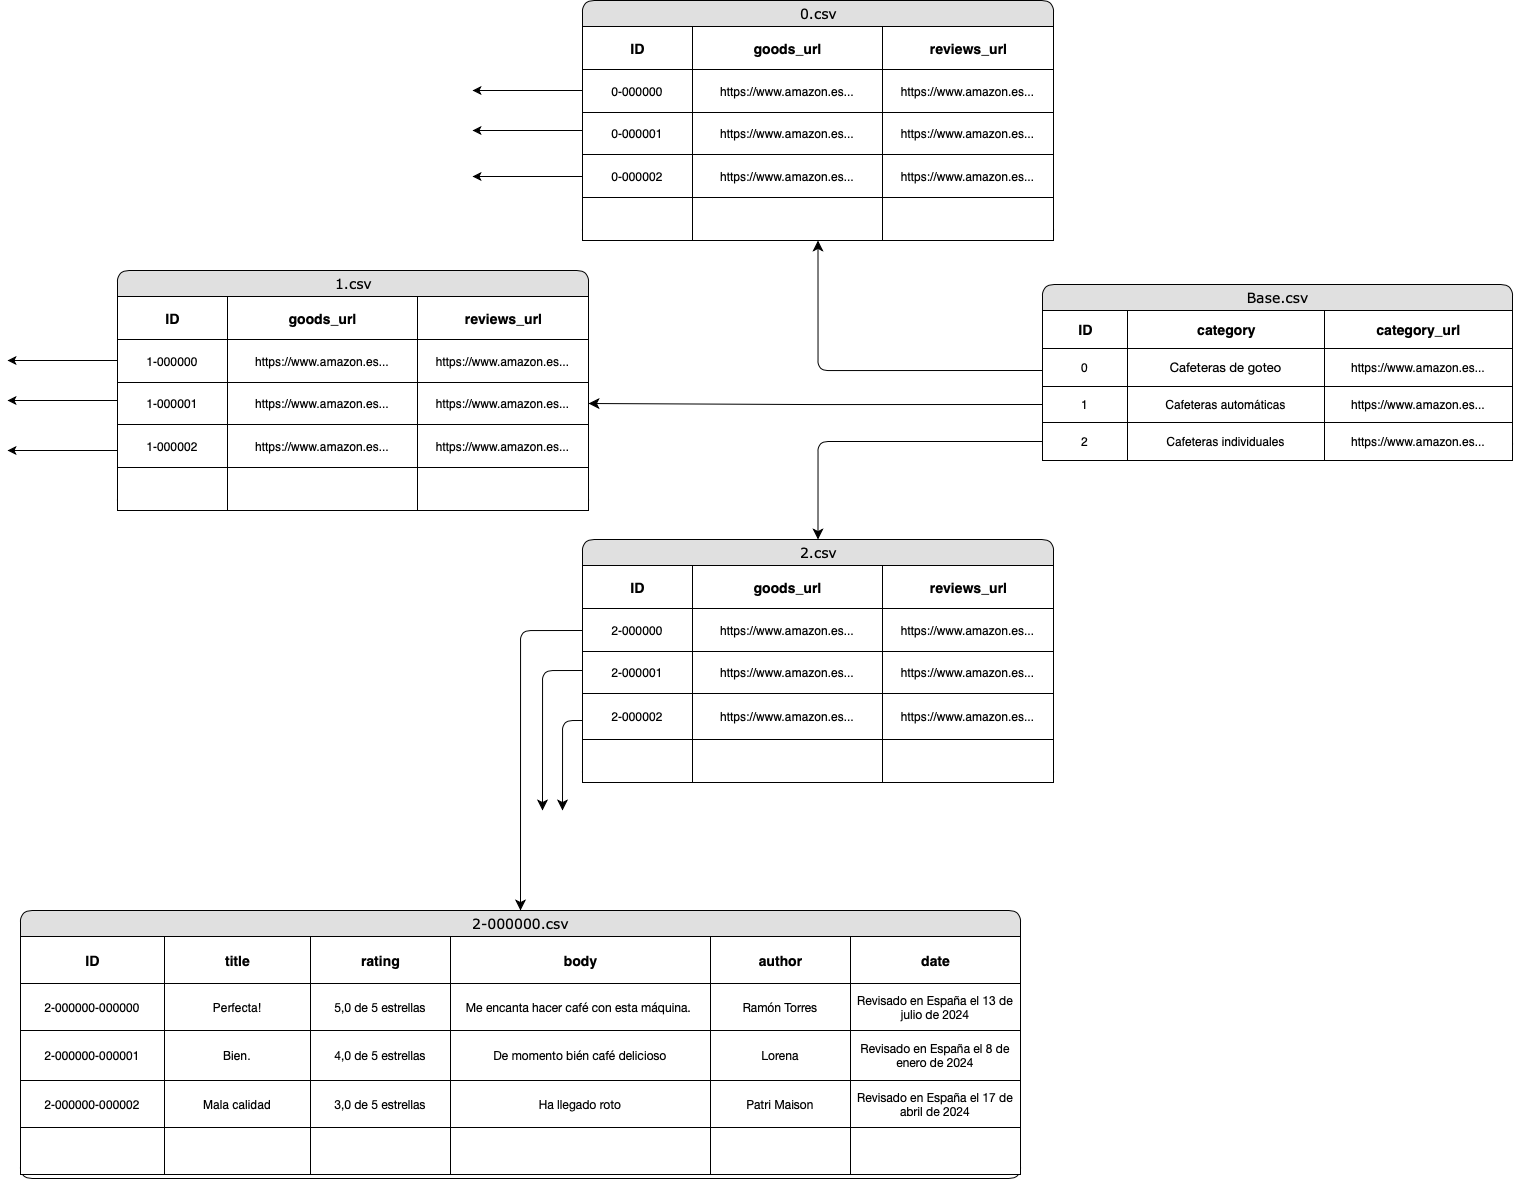 0.csv
ID goods_url reviews_url
0-000000 https://www.amazon.es... https://www.amazon.es...
0-000001 https://www.amazon.es... https://www.amazon.es...
0-000002 https://www.amazon.es... https://www.amazon.es...
1.csv
ID goods_url reviews_url
1-000000 https://www.amazon.es... https://www.amazon.es...
1-000001 https://www.amazon.es... https://www.amazon.es...
1-000002 https://www.amazon.es... https://www.amazon.es...
Base.csv
ID category category_url
0 Cafeteras de goteo https://www.amazon.es...
1 Cafeteras automáticas https://www.amazon.es...
2 Cafeteras individuales https://www.amazon.es...
2.csv
ID goods_url reviews_url
2-000000 https://www.amazon.es... https://www.amazon.es...
2-000001 https://www.amazon.es... https://www.amazon.es...
2-000002 https://www.amazon.es... https://www.amazon.es...
2-000000.csv
ID title rating body author date
2-000000-000000 Perfecta! 5,0 de 5 estrellas Me encanta hacer café con esta máquina. Ramón Torres Revisado en España el 13 de
julio de 2024
2-000000-000001 Bien. 4,0 de 5 estrellas De momento bién café delicioso Lorena Revisado en España el 8 de
enero de 2024
2-000000-000002 Mala calidad 3,0 de 5 estrellas Ha llegado roto Patri Maison Revisado en España el 17 de
abril de 2024